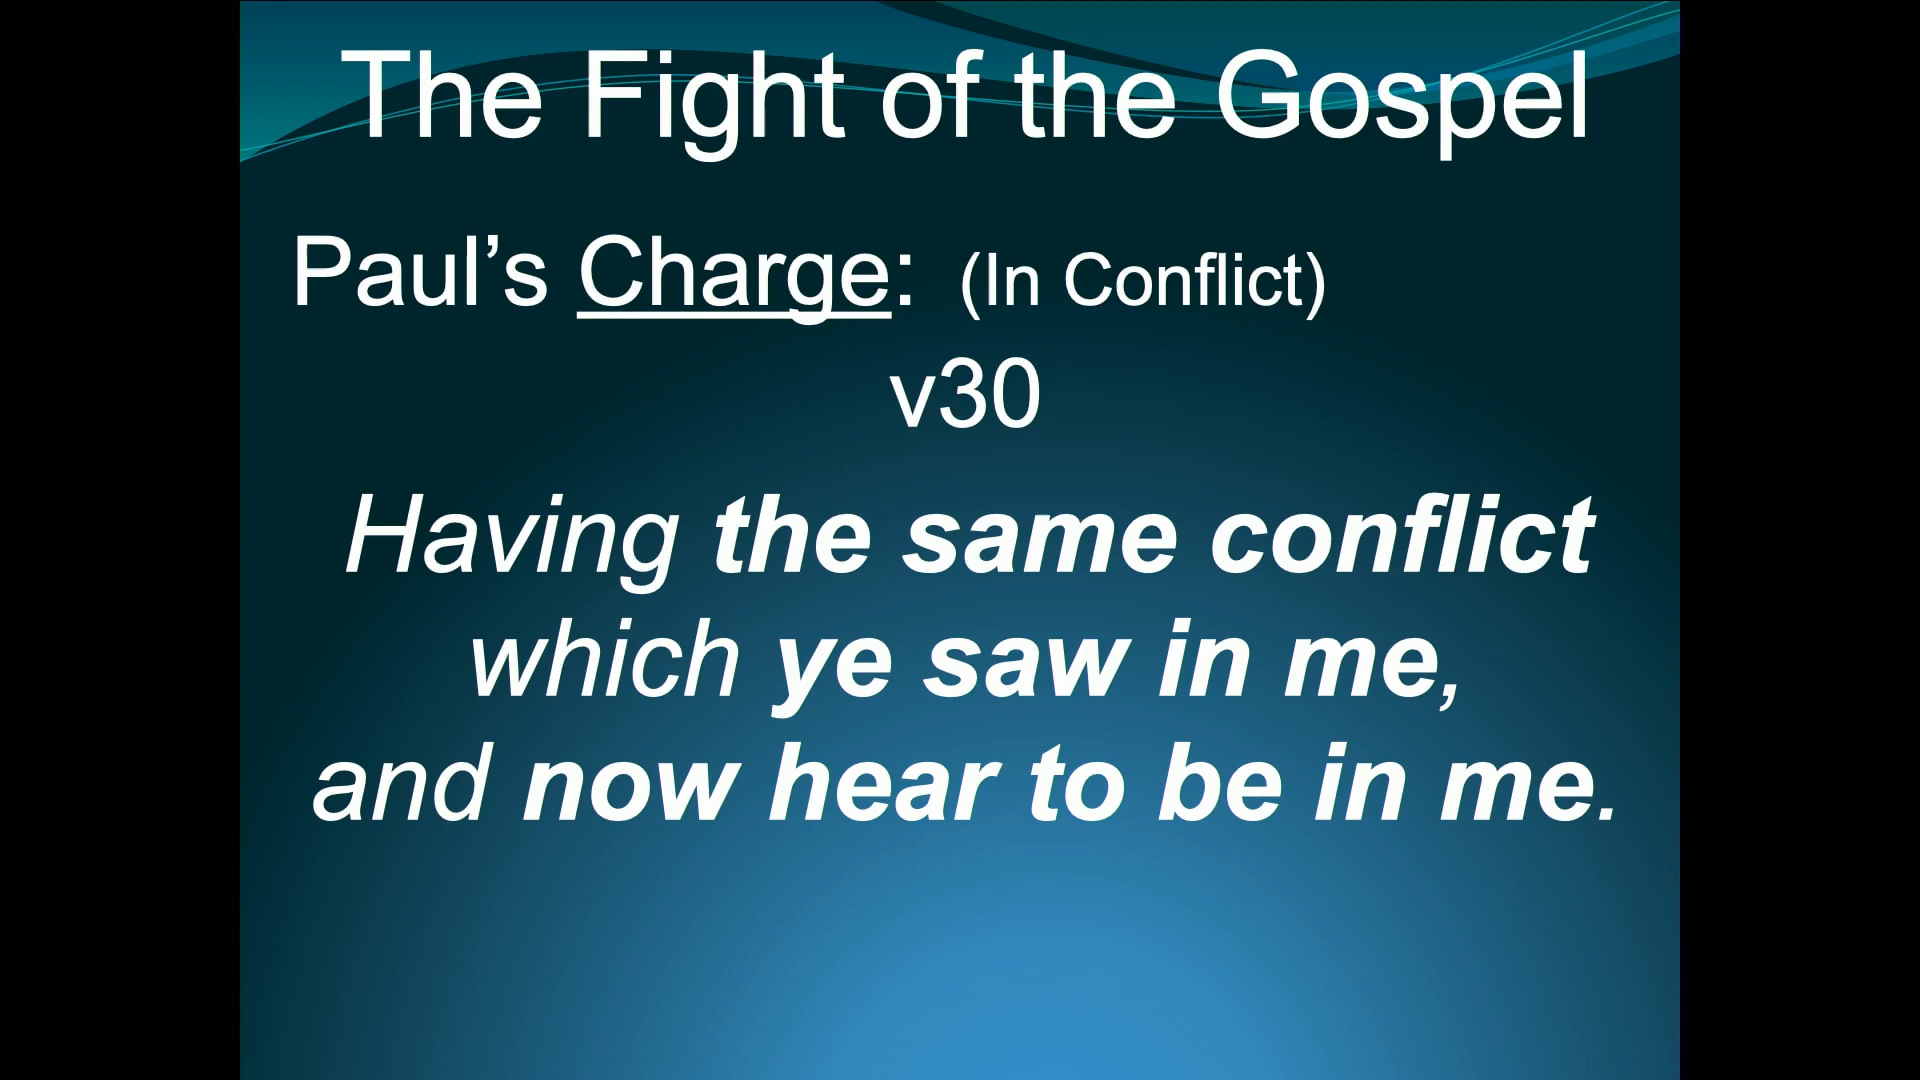 The Fight of the Gospel
Paul’s Charge: (In Conflict)
v30
Having the same conflict
which ye saw in me,
and now hear to be in me.